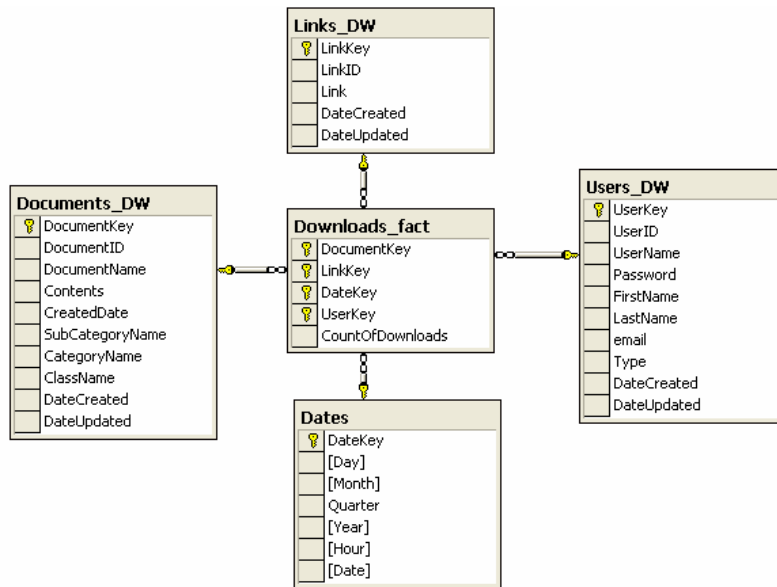 Links_DW
LinkKey
LinkID
Link
DateCreated
DateUpdated
Documents_DW
DocumentKey
DocumentID
DocumentName
Contents
CreatedDate
SubCategoryName
CategoryName
ClassName
DateCreated
DateUpdated
Downloads_fact
DocumentKey
LinkKey
DateKey
UserKey
CountOfDownloads
Users_DW
UserKey
UserID
UserName
Password
FirstName
LastName
email
Type
DateCreated
DateUpdated
Dates
DateKey
[Day]
[Month]
Quarter
[Year]
[Hour]
[Date]